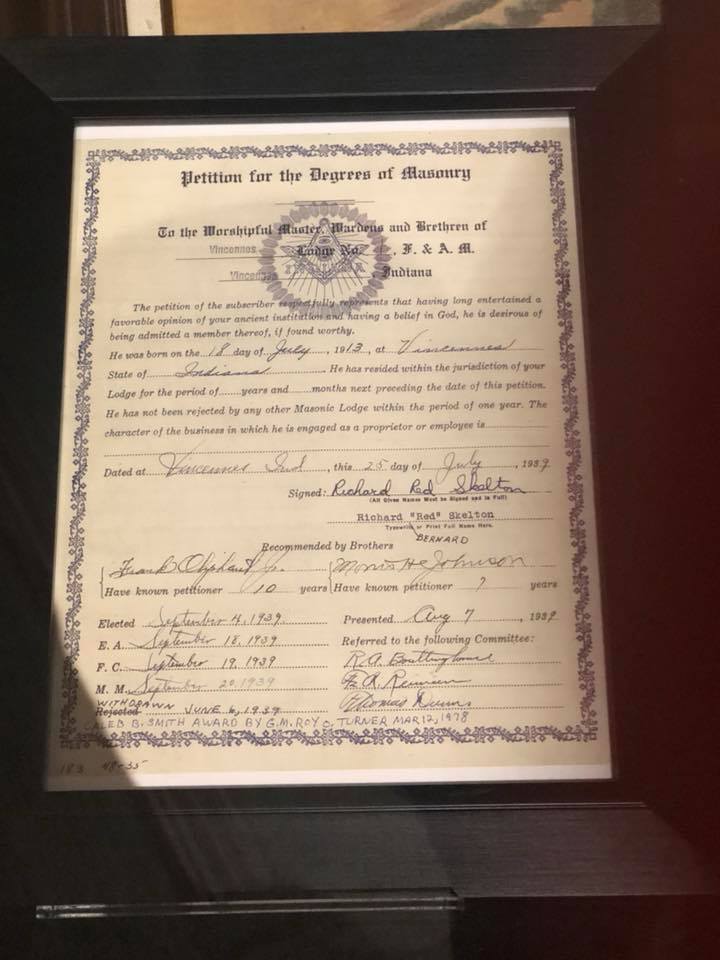 Petition for the Degrees of Masonry
To the Worshipful Master, Wardens and Brethren of
Vincennes Lodge No. , F. & A. M.
Vincennes , Indiana
The petition of the subscriber respectfully represents that having long entertained a
favorable opinion of your ancient institution and having a belief in God, he is desirous of
being admitted a member thereof, if found worthy.
He was born on the 18 day of July, 1913, at Vincennes
State of Indiana. He has resided within the jurisdiction of your
Lodge for the period of ...... years and ...... months next preceding the date of this petition.
He has not been rejected by any other Masonic Lodge within the period of one year. The
character of the business in which he is engaged as a proprietor or employee is
Dated at Vincennes Ind, this 25 day of July, 1939
Signed: Richard Red Skelton
(All Given Names Must be Signed and in Full)
Richard "Red" Skelton
Typewrite or Print Full Name Here.
BERNARD
Recommended by Brothers
Frank Oliphant Jr. Morris H Johnson
Have known petitioner 10 years Have known petitioner 7 years
Elected September 4, 1939. Presented Aug 7, 1939
E. A. September 18, 1939 Referred to the following Committee:
F. C. September 19, 1939 R. A.
M. M. September 20, 1939
WITHDRAWN Thomas
Rejected JUNE 6, 1939
CALEB B. SMITH AWARD BY G.M. ROY C. TURNER MAR 12, 1978
183 48-55